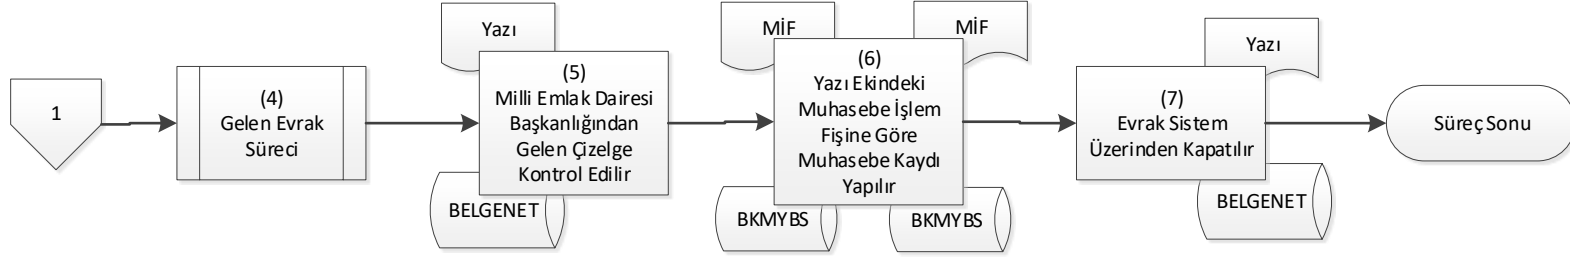 1
(4)
Gelen Evrak
Süreci
Yazı
(5)
Milli Emlak Dairesi
Başkanlığından
Gelen Çizelge
Kontrol Edilir
BELGENET
MİF
MİF
(6)
Yazı Ekindeki
Muhasebe İşlem
Fişine Göre
Muhasebe Kaydı
Yapılır
BKMYBS
BKMYBS
Yazı
(7)
Evrak Sistem
Üzerinden Kapatılır
BELGENET
Süreç Sonu